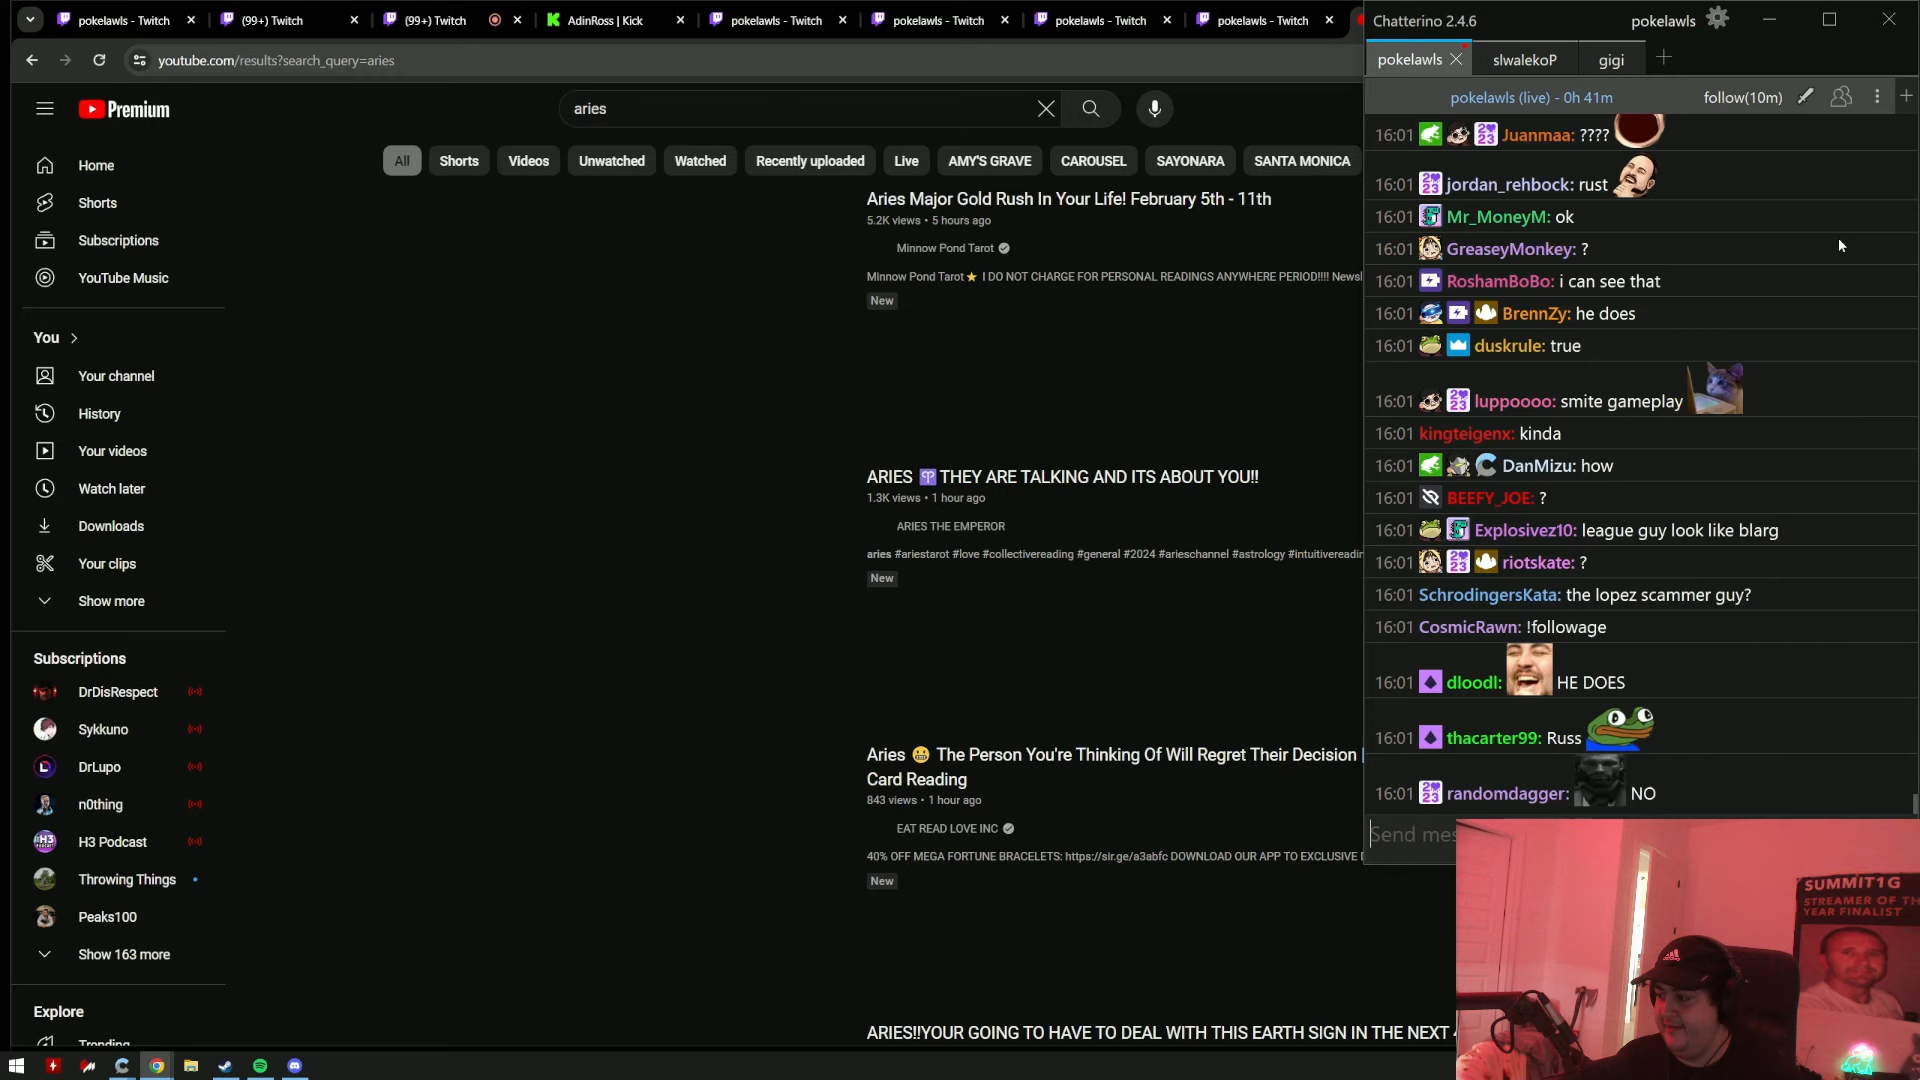 pokelawls - Twitch
(99+) Twitch
(99+) Twitch
AdinRoss | Kick
pokelawls - Twitch
pokelawls - Twitch
pokelawls - Twitch
pokelawls - Twitch
youtube.com/results?search_query=aries
Premium
aries
All
Shorts
Videos
Unwatched
Watched
Recently uploaded
Live
AMY'S GRAVE
CAROUSEL
SAYONARA
SANTA MONICA
Home
Shorts
Subscriptions
YouTube Music
You
Your channel
History
Your videos
Watch later
Downloads
Your clips
Show more
Subscriptions
DrDisRespect
Sykkuno
DrLupo
n0thing
H3 Podcast
Throwing Things
Peaks100
Show 163 more
Explore
Trending
Aries Major Gold Rush In Your Life! February 5th - 11th
5.2K views • 5 hours ago
Minnow Pond Tarot
Minnow Pond Tarot⭐ I DO NOT CHARGE FOR PERSONAL READINGS ANYWHERE PERIOD!!!!
New
ARIES ♈ THEY ARE TALKING AND ITS ABOUT YOU!!
1.3K views • 1 hour ago
ARIES THE EMPEROR
aries #ariestarot #love #collectivereading #general #2024 #arieschannel #astrology
New
Aries 😬 The Person You're Thinking Of Will Regret Their Decision
Card Reading
843 views • 1 hour ago
EAT READ LOVE INC
40% OFF MEGA FORTUNE BRACELETS: https://sir.ge/a3abfc DOWNLOAD OUR APP TO EXCLUSIVE
New
ARIES!!YOUR GOING TO HAVE TO DEAL WITH THIS EARTH SIGN IN THE NEXT
Chatterino 2.4.6
pokelawls
pokelawls
slwalekoP
gigi
pokelawls (live) - 0h 41m
follow(10m)
16:01 Juanmaa: ????
16:01 jordan_rehbock: rust
16:01 Mr_MoneyM: ok
16:01 GreaseyMonkey: ?
16:01 RoshamBoBo: i can see that
16:01 BrennZy: he does
16:01 duskrule: true
16:01 luppoooo: smite gameplay
16:01 kingteigenx: kinda
16:01 DanMizu: how
16:01 BEEFY_JOE: ?
16:01 Explosivez10: league guy look like blarg
16:01 riotskate: ?
16:01 SchrodingersKata: the lopez scammer guy?
16:01 CosmicRawn: !followage
16:01 dloodl: HE DOES
16:01 thacarter99: Russ
16:01 randomdagger: NO
Send
SUMMIT1G
STREAMER OF
YEAR FINALIST